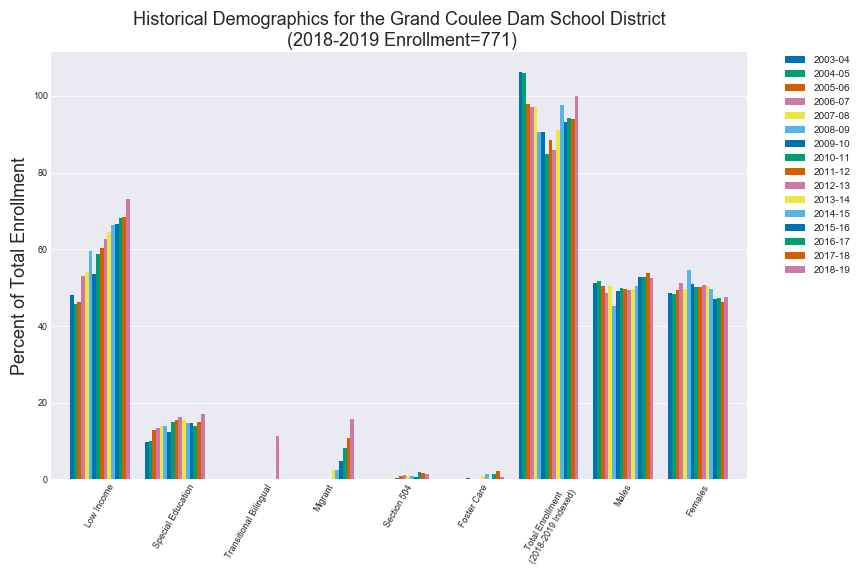 Historical Demographics for the Grand Coulee Dam School District
(2018-2019 Enrollment=771)
Percent of Total Enrollment
100
80
60
40
20
0
Low Income
Special Education
Transitional Bilingual
Migrant
Section 504
Foster Care
Total Enrollment
(2018-2019 Indexed)
Males
Females
2003-04
2004-05
2005-06
2006-07
2007-08
2008-09
2009-10
2010-11
2011-12
2012-13
2013-14
2014-15
2015-16
2016-17
2017-18
2018-19